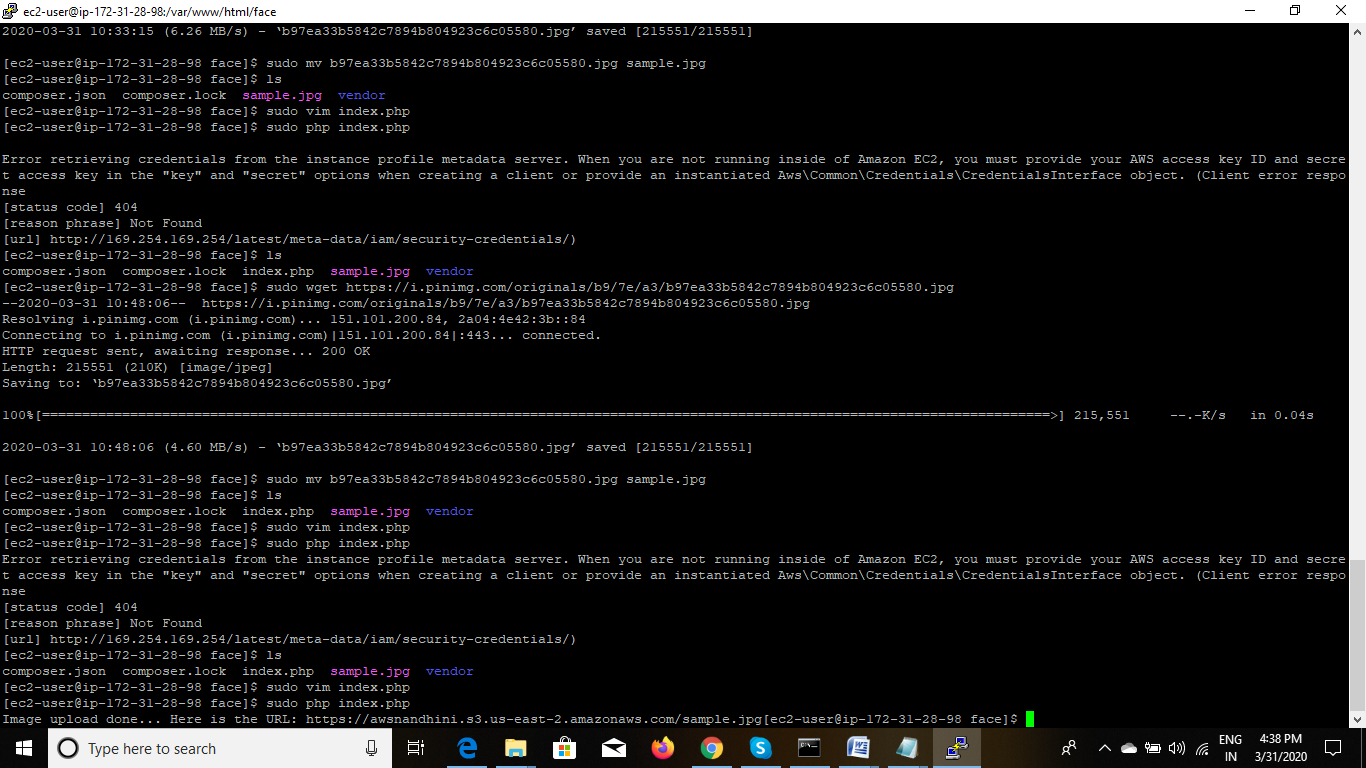 ec2-user@ip-172-31-28-98:/var/www/html/face
2020-03-31 10:33:15 (6.26 MB/s) - ‘b97ea33b5842c7894b804923c6c05580.jpg’ saved [215551/215551]
[ec2-user@ip-172-31-28-98 face]$ sudo mv b97ea33b5842c7894b804923c6c05580.jpg sample.jpg
[ec2-user@ip-172-31-28-98 face]$ ls
composer.json  composer.lock  sample.jpg  vendor
[ec2-user@ip-172-31-28-98 face]$ sudo vim index.php
[ec2-user@ip-172-31-28-98 face]$ sudo php index.php
Error retrieving credentials from the instance profile metadata server. When you are not running inside of Amazon EC2, you must provide your AWS access key ID and secre
t access key in the "key" and "secret" options when creating a client or provide an instantiated Aws\Common\Credentials\CredentialsInterface object. (Client error respo
nse
[status code] 404
[reason phrase] Not Found
[url] http://169.254.169.254/latest/meta-data/iam/security-credentials/)
[ec2-user@ip-172-31-28-98 face]$ ls
composer.json  composer.lock  index.php  sample.jpg  vendor
[ec2-user@ip-172-31-28-98 face]$ sudo wget https://i.pinimg.com/originals/b9/7e/a3/b97ea33b5842c7894b804923c6c05580.jpg
--2020-03-31 10:48:06--  https://i.pinimg.com/originals/b9/7e/a3/b97ea33b5842c7894b804923c6c05580.jpg
Resolving i.pinimg.com (i.pinimg.com)... 151.101.200.84, 2a04:4e42:3b::84
Connecting to i.pinimg.com (i.pinimg.com)|151.101.200.84|:443... connected.
HTTP request sent, awaiting response... 200 OK
Length: 215551 (210K) [image/jpeg]
Saving to: ‘b97ea33b5842c7894b804923c6c05580.jpg’
100%[==============================================================================================================================>] 215,551     --.-K/s   in 0.04s
2020-03-31 10:48:06 (4.60 MB/s) - ‘b97ea33b5842c7894b804923c6c05580.jpg’ saved [215551/215551]
[ec2-user@ip-172-31-28-98 face]$ sudo mv b97ea33b5842c7894b804923c6c05580.jpg sample.jpg
[ec2-user@ip-172-31-28-98 face]$ ls
composer.json  composer.lock  index.php  sample.jpg  vendor
[ec2-user@ip-172-31-28-98 face]$ sudo vim index.php
[ec2-user@ip-172-31-28-98 face]$ sudo php index.php
Error retrieving credentials from the instance profile metadata server. When you are not running inside of Amazon EC2, you must provide your AWS access key ID and secre
t access key in the "key" and "secret" options when creating a client or provide an instantiated Aws\Common\Credentials\CredentialsInterface object. (Client error respo
nse
[status code] 404
[reason phrase] Not Found
[url] http://169.254.169.254/latest/meta-data/iam/security-credentials/)
[ec2-user@ip-172-31-28-98 face]$ ls
composer.json  composer.lock  index.php  sample.jpg  vendor
[ec2-user@ip-172-31-28-98 face]$ sudo vim index.php
[ec2-user@ip-172-31-28-98 face]$ sudo php index.php
Image upload done... Here is the URL: https://awsnandhini.s3.us-east-2.amazonaws.com/sample.jpg[ec2-user@ip-172-31-28-98 face]$
Type here to search
ENG
IN
4:38 PM
3/31/2020